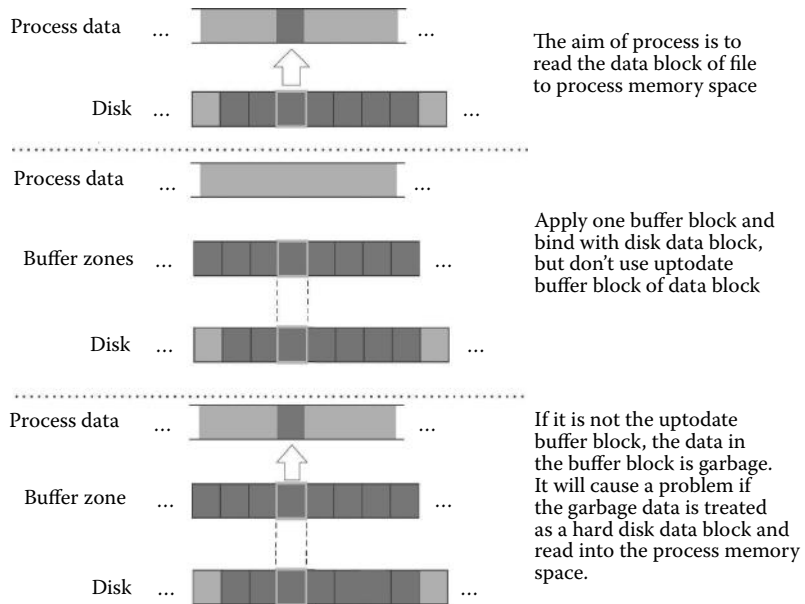 Process data ... ...
The aim of process is to
read the data block of file
to process memory space
Disk ... ...
Process data ... ...
Apply one buffer block and
bind with disk data block,
but don't use uptodate
buffer block of data block
Buffer zones ... ...
Disk ... ...
Process data ... ...
If it is not the uptodate
buffer block, the data in
the buffer block is garbage.
It will cause a problem if
the garbage data is treated
as a hard disk data block and
read into the process memory
space.
Buffer zone ... ...
Disk ... ...